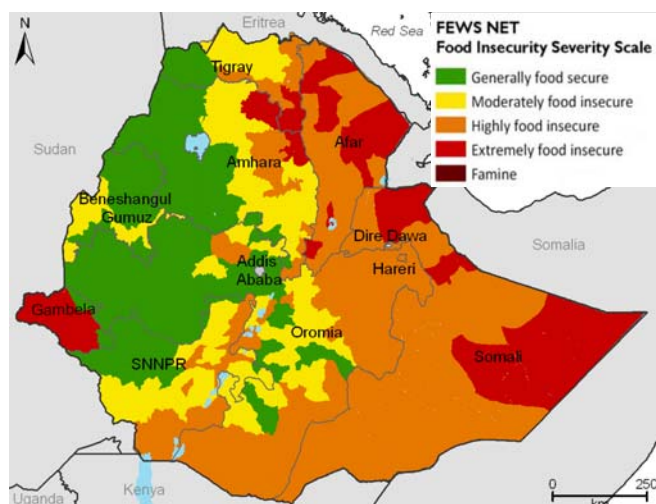 Eritrea
N
Red Sea
FEWS NET
Food Insecurity Severity Scale
Generally food secure
Moderately food insecure
Highly food insecure
Extremely food insecure
Famine
Tigray
Afar
Sudan
Amhara
Beneshangul
Gumuz
Dire Dawa
Somalia
Addis
Ababa
Hareri
Gambela
Oromia
SNNPR
Somali
Uganda
Kenya
0 250
km